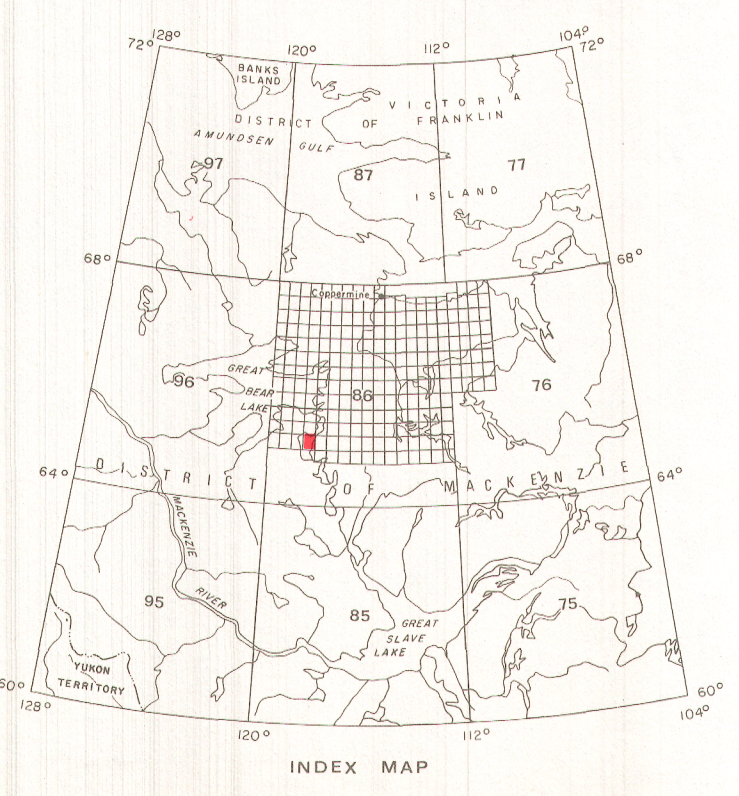 128°
72°
120°
112°
104°
72°
BANKS
ISLAND
VICTORIA
DISTRICT OF FRANKLIN
AMUNDSEN GULF
97
87
77
ISLAND
68°
68°
Coppermine
GREAT
BEAR
LAKE
96
86
76
64°
DISTRICT OF MACKENZIE
64°
MACKENZIE
RIVER
95
85
75
GREAT
SLAVE
LAKE
YUKON
TERRITORY
60°
128°
120°
112°
60°
104°
INDEX MAP